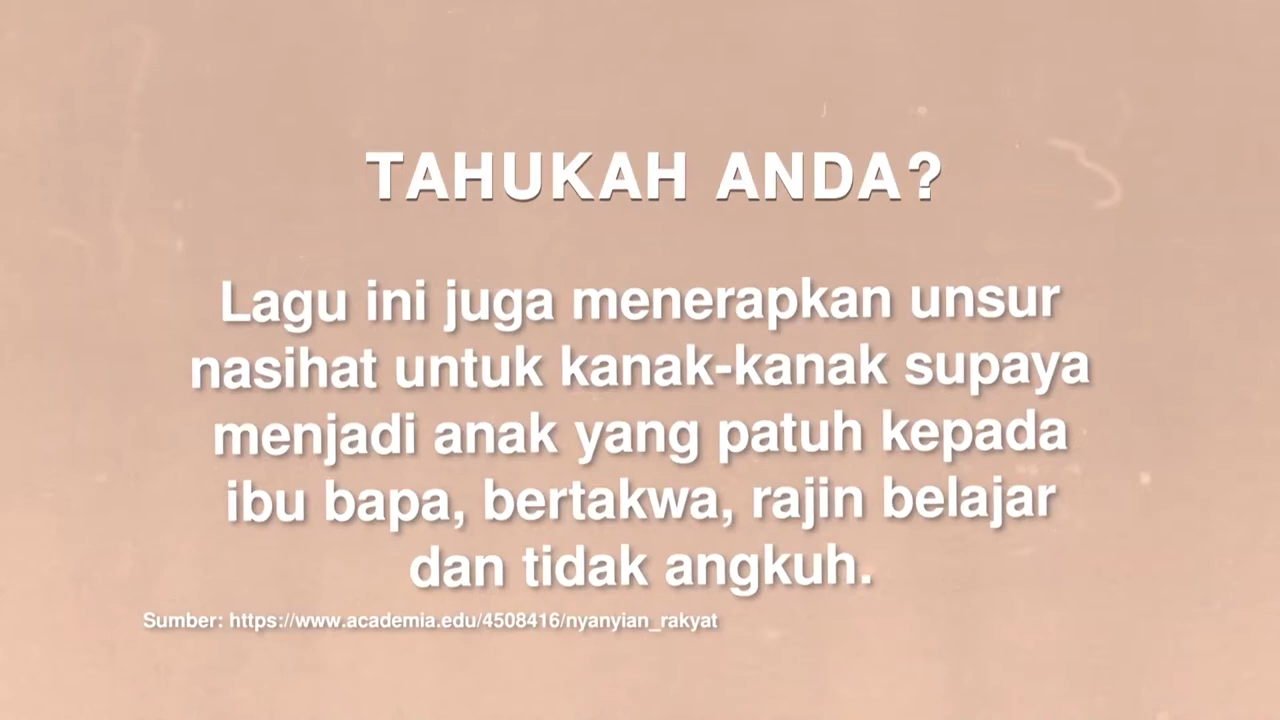 TAHUKAH ANDA?
Lagu ini juga menerapkan unsur
nasihat untuk kanak-kanak supaya
menjadi anak yang patuh kepada
ibu bapa, bertakwa, rajin belajar
dan tidak angkuh.
Sumber: https://www.academia.edu/4508416/nyanyian_rakyat